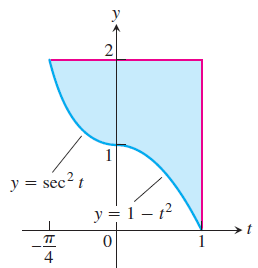 y
2
1
y = sec² t
y = 1 – t²
t
–π/4
0
1